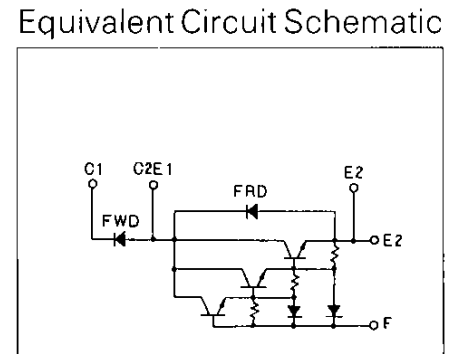 Equivalent Circuit Schematic
C1 C2E1 E2
FRD
FWD
E2
F